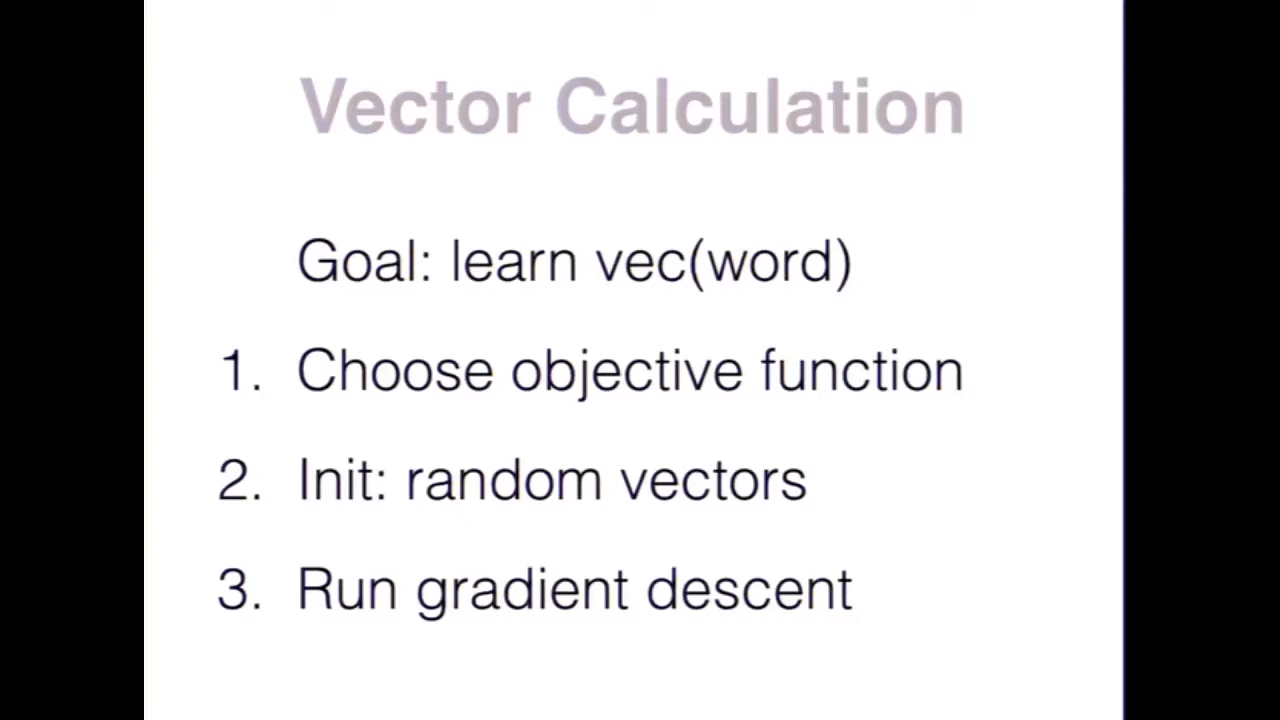 Vector Calculation
Goal: learn vec(word)
1. Choose objective function
2. Init: random vectors
3. Run gradient descent